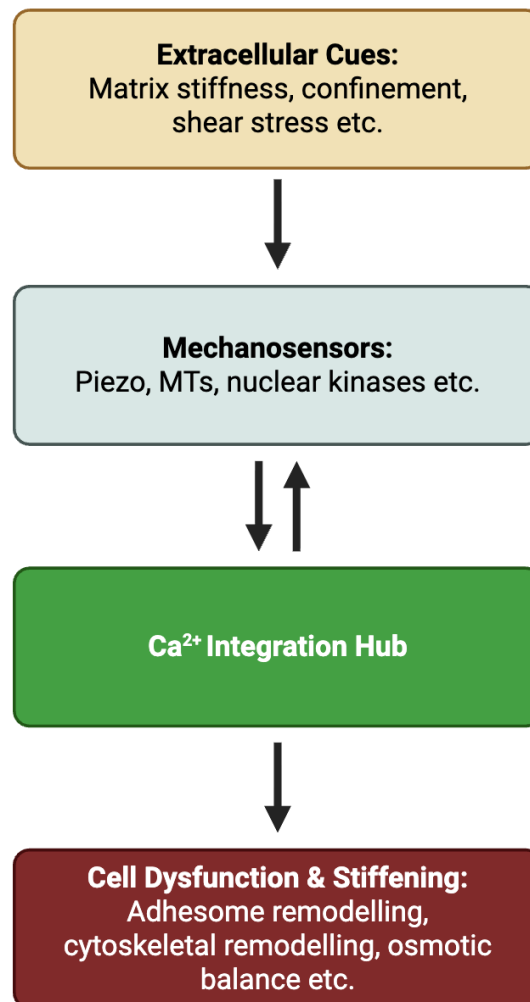 Extracellular Cues:
Matrix stiffness, confinement,
shear stress etc.
Mechanosensors:
Piezo, MTs, nuclear kinases etc.
Ca²⁺ Integration Hub
Cell Dysfunction & Stiffening:
Adhesome remodelling,
cytoskeletal remodelling, osmotic
balance etc.